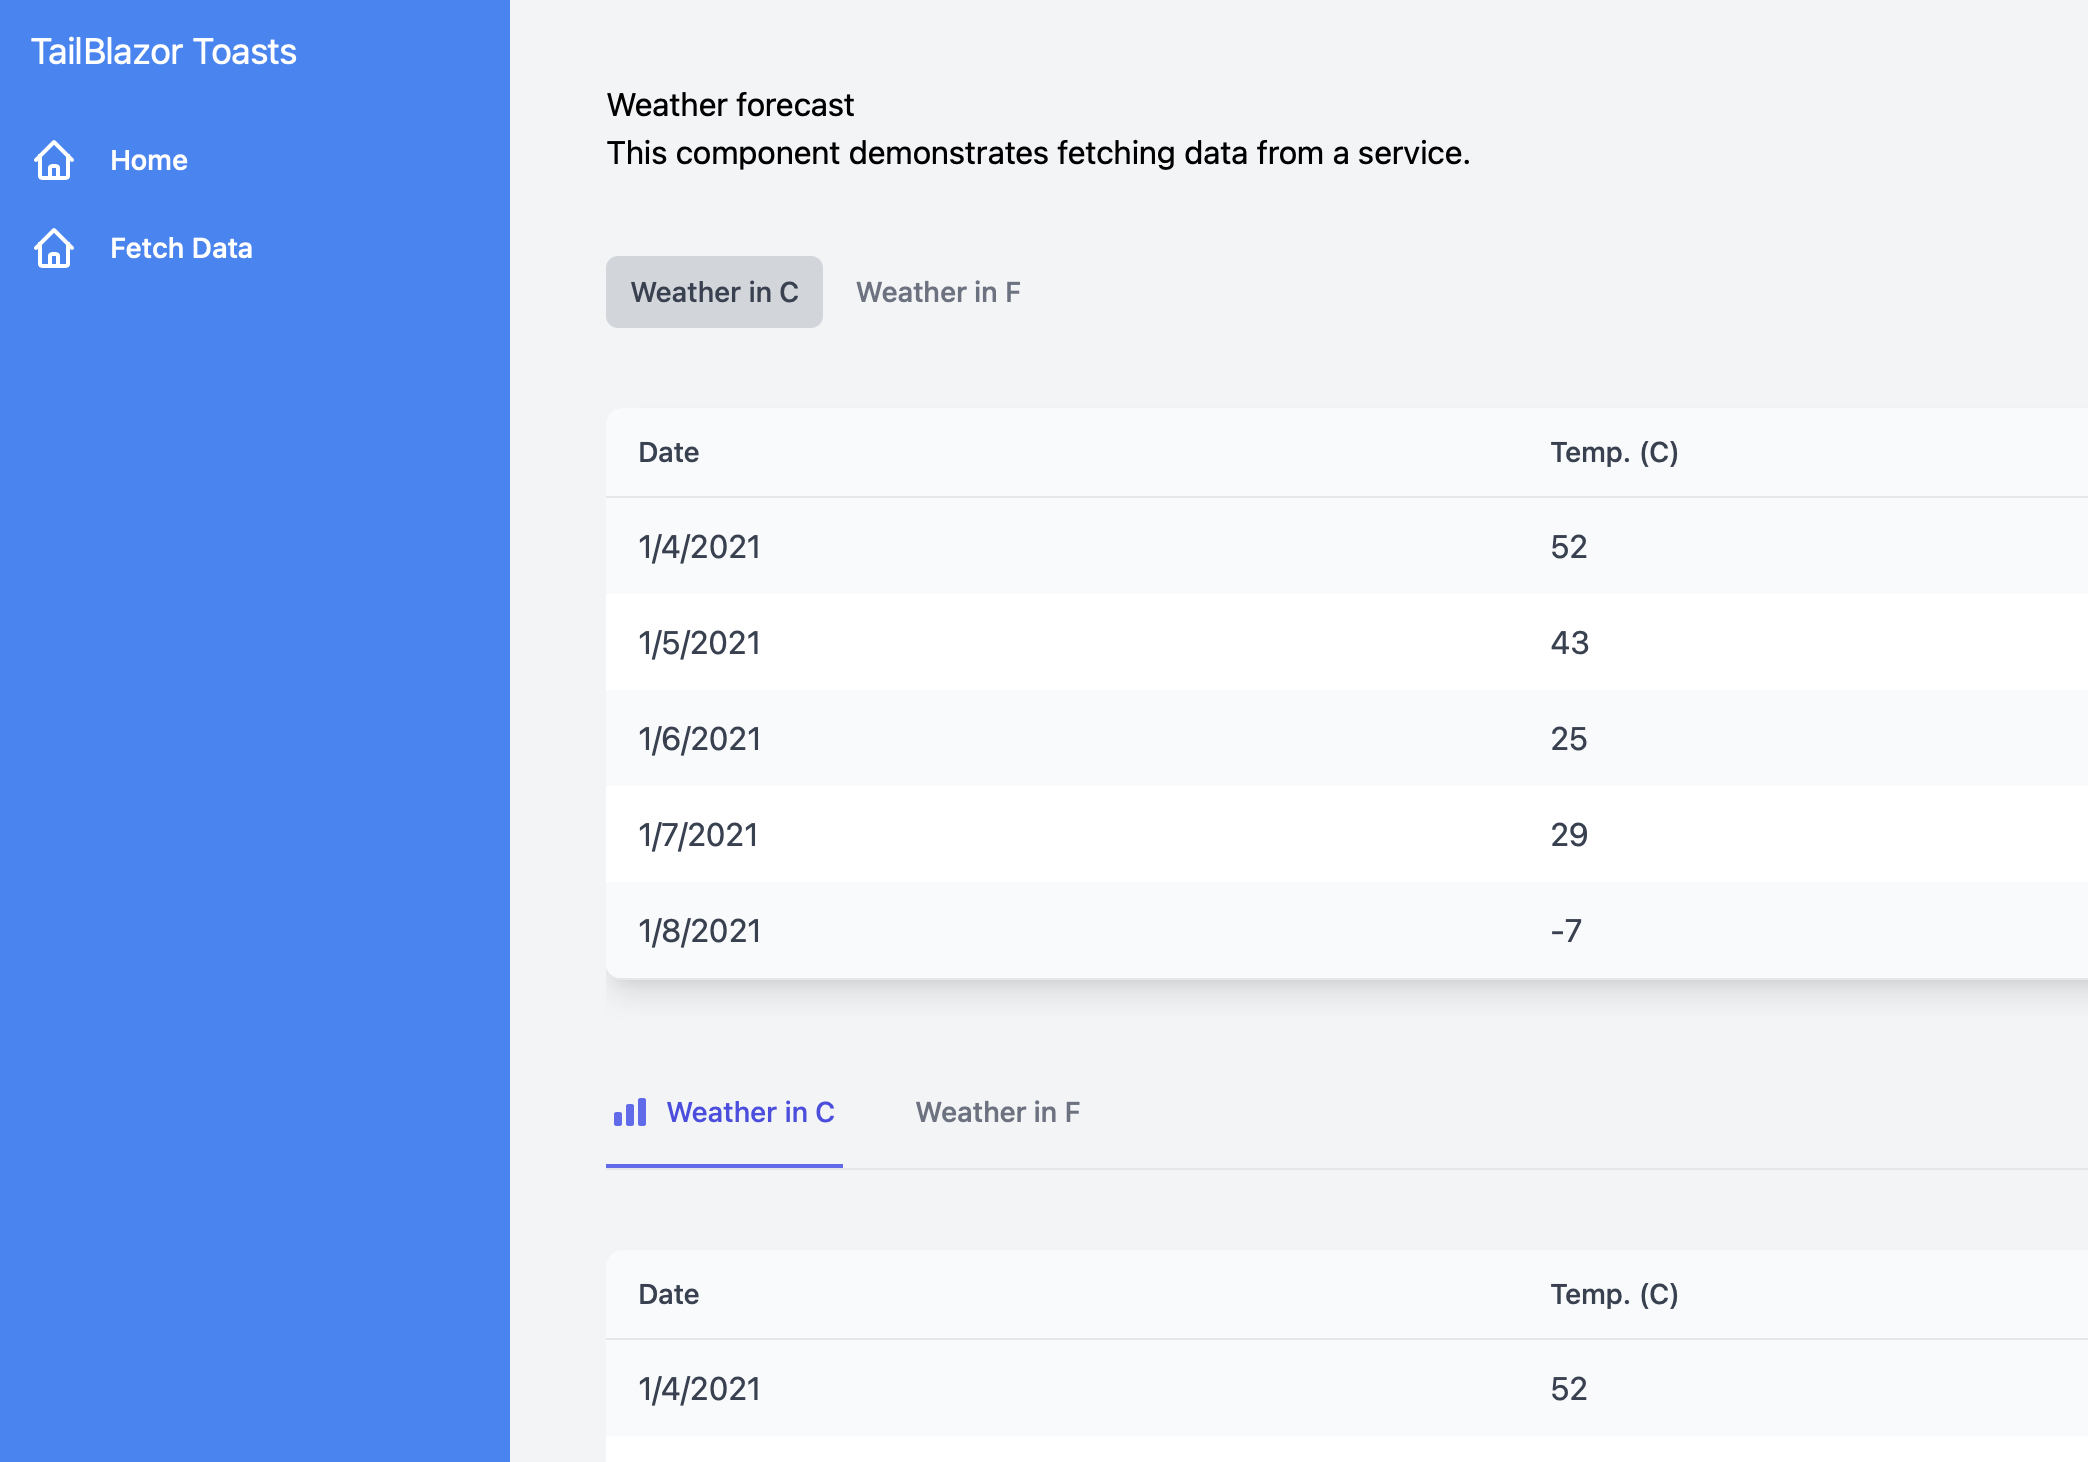 TailBlazor Toasts
Home
Fetch Data
Weather forecast
This component demonstrates fetching data from a service.
Weather in C Weather in F
Date Temp. (C)
1/4/2021 52
1/5/2021 43
1/6/2021 25
1/7/2021 29
1/8/2021 -7
Weather in C Weather in F
Date Temp. (C)
1/4/2021 52